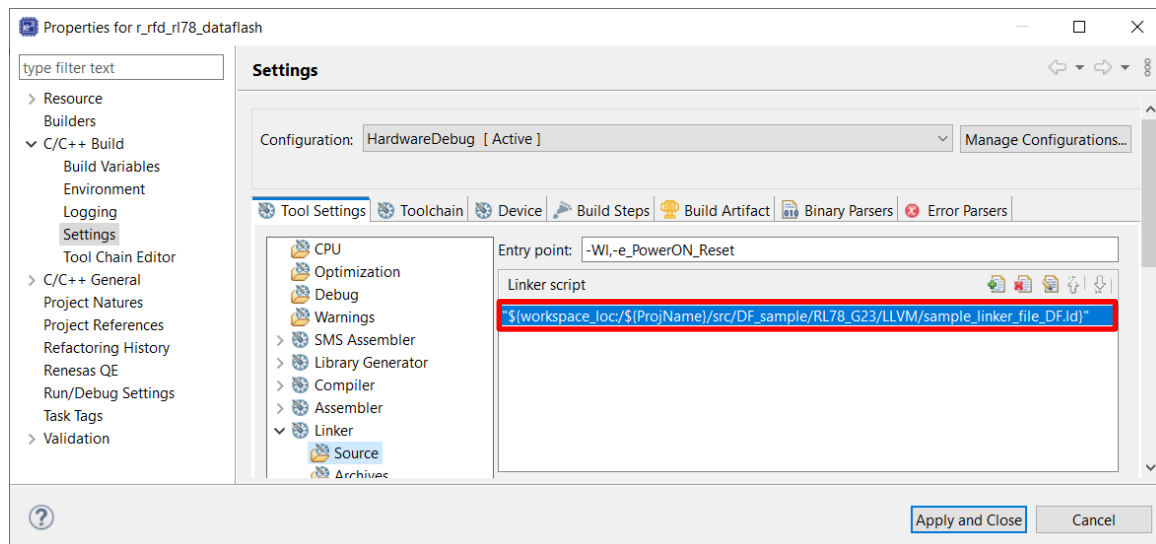 Properties for r_rfd_rl78_dataflash
type filter text
Resource
Builders
C/C++ Build
Build Variables
Environment
Logging
Settings
Tool Chain Editor
C/C++ General
Project Natures
Project References
Refactoring History
Renesas QE
Run/Debug Settings
Task Tags
Validation
Settings
Configuration: HardwareDebug [ Active ] Manage Configurations...
Tool Settings Toolchain Device Build Steps Build Artifact Binary Parsers Error Parsers
CPU
Optimization
Debug
Warnings
SMS Assembler
Library Generator
Compiler
Assembler
Linker
Source
Archives
Entry point: -Wl,-e_PowerON_Reset
Linker script
"${workspace_loc:/${ProjName}/src/DF_sample/RL78_G23/LLVM/sample_linker_file_DF.ld}"
Apply and Close Cancel